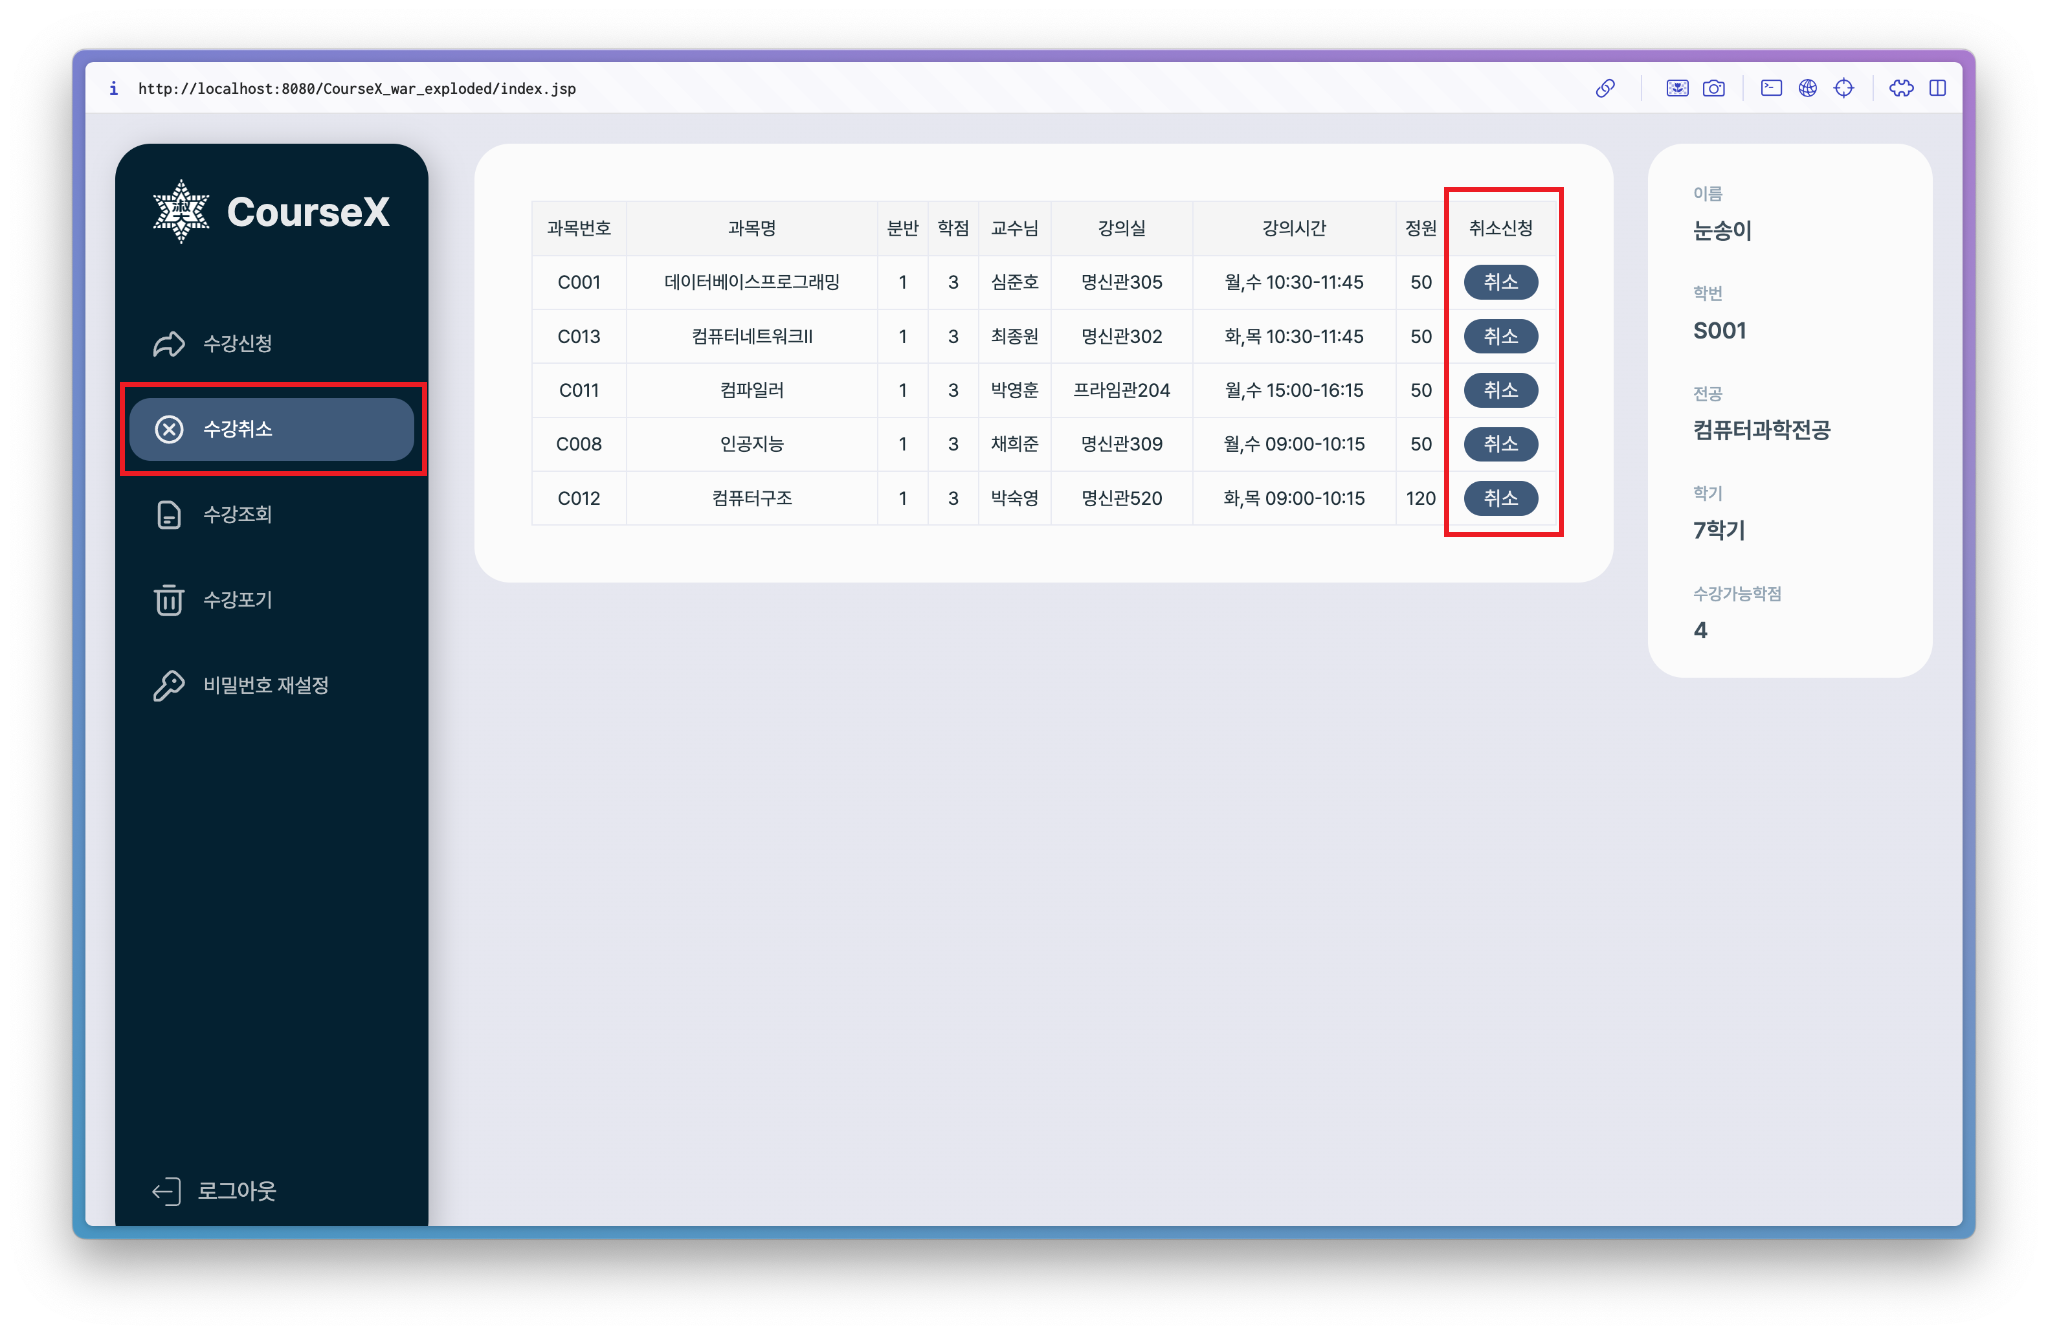 i http://localhost:8080/CourseX_war_exploded/index.jsp
CourseX
수강신청
수강취소
수강조회
수강포기
비밀번호 재설정
로그아웃
과목번호 과목명 분반 학점 교수님 강의실 강의시간 정원 취소신청
C001 데이터베이스프로그래밍 1 3 심준호 명신관305 월,수 10:30-11:45 50 취소
C013 컴퓨터네트워크II 1 3 최종원 명신관302 화,목 10:30-11:45 50 취소
C011 컴파일러 1 3 박영훈 프라임관204 월,수 15:00-16:15 50 취소
C008 인공지능 1 3 채희준 명신관309 월,수 09:00-10:15 50 취소
C012 컴퓨터구조 1 3 박숙영 명신관520 화,목 09:00-10:15 120 취소
이름
눈송이
학번
S001
전공
컴퓨터과학전공
학기
7학기
수강가능학점
4